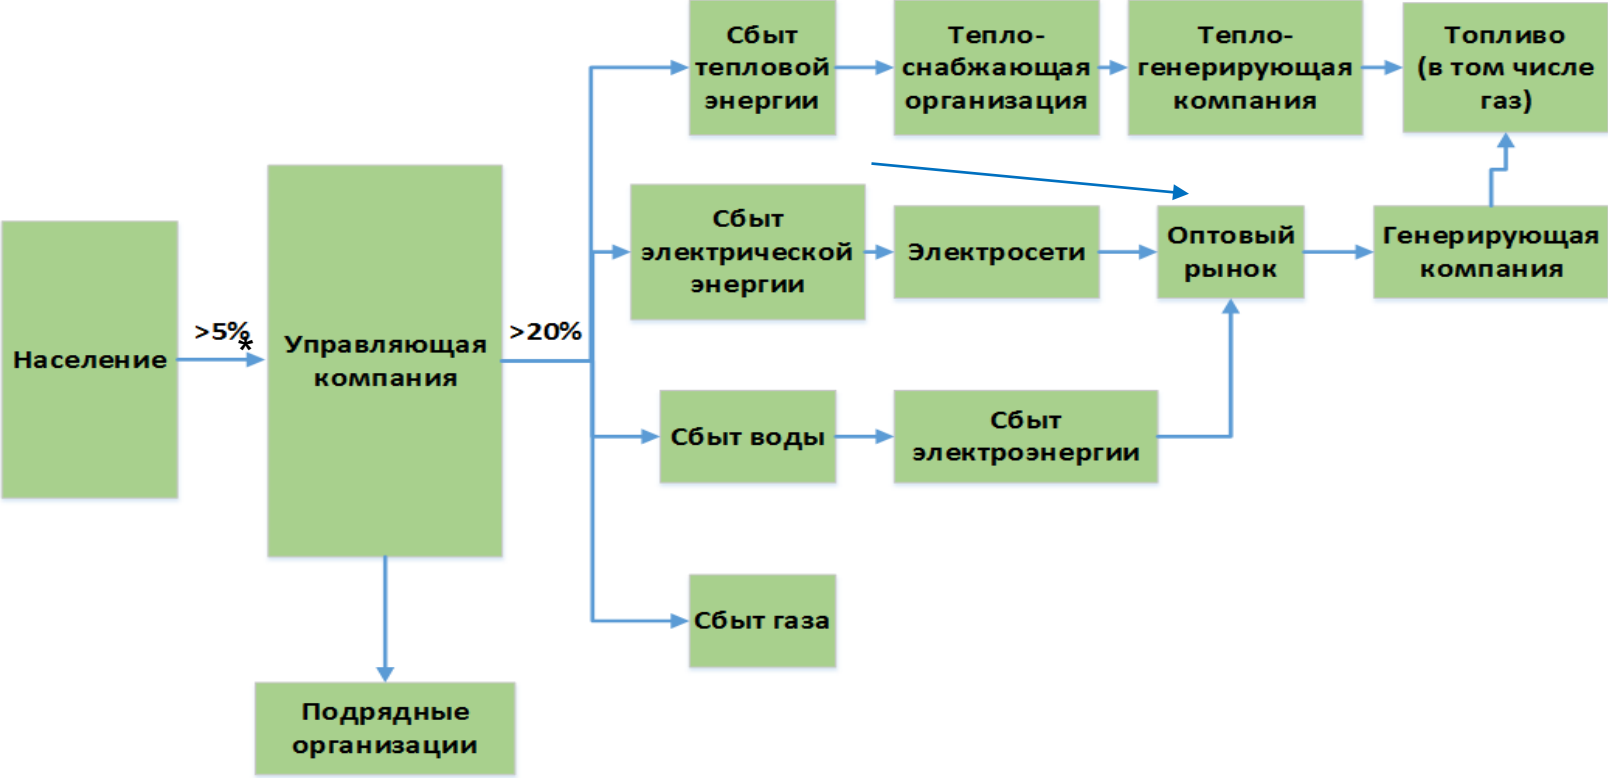 Сбыт
тепловой
энергии
Тепло-
снабжающая
организация
Тепло-
генерирующая
компания
Топливо
(в том числе
газ)
Население
>5%
*
Управляющая
компания
>20%
Сбыт
электрической
энергии
Электросети
Оптовый
рынок
Генерирующая
компания
Сбыт воды
Сбыт
электроэнергии
Сбыт газа
Подрядные
организации